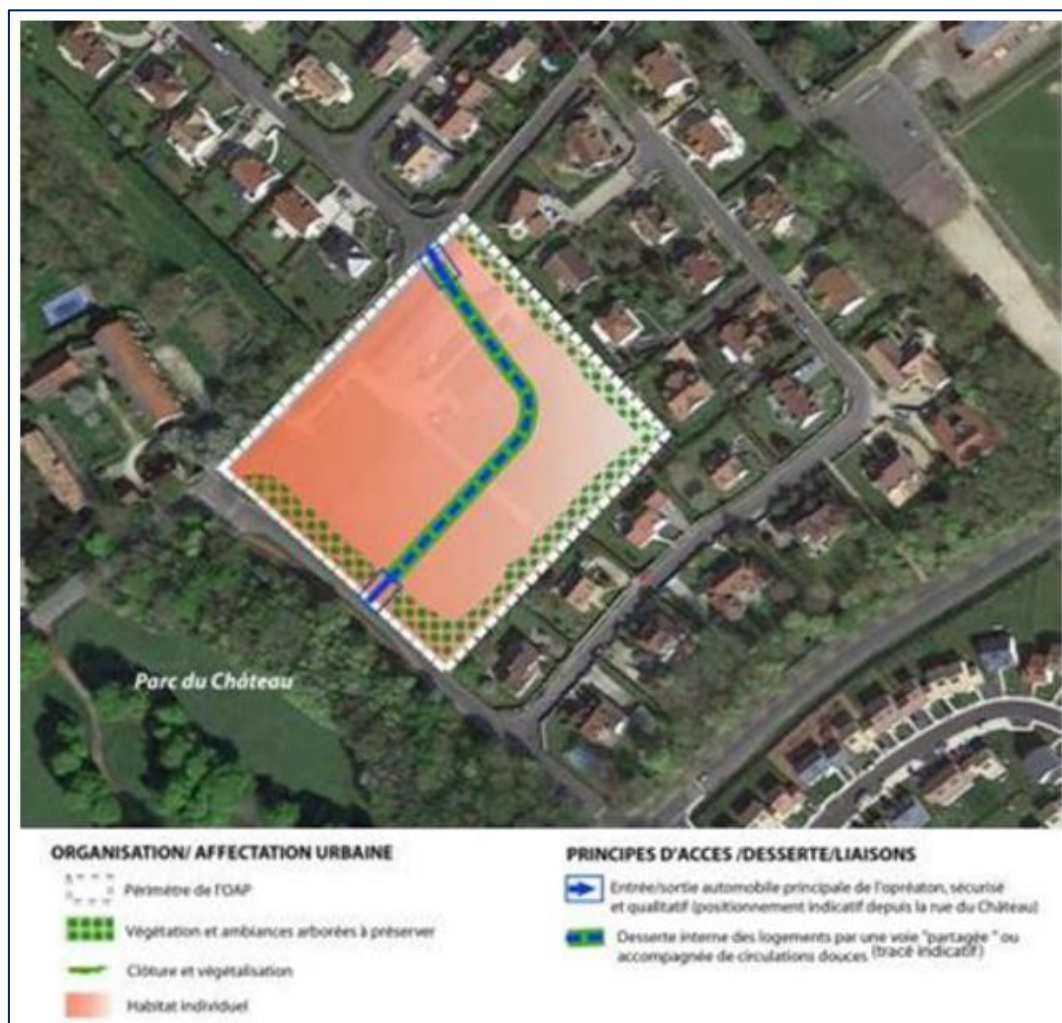 Parc du Château
ORGANISATION/ AFFECTATION URBAINE
Périmètre de l'OAP
Végétation et ambiances arborées à préserver
Clôture et végétalisation
Habitat individuel
PRINCIPES D'ACCES /DESSERTE/LIAISONS
Entrée/sortie automobile principale de l'opréaton, sécurisé
et qualitatif (positionnement indicatif depuis la rue du Château)
Desserte interne des logements par une voie "partagée " ou
accompagnée de circulations douces (tracé indicatif)